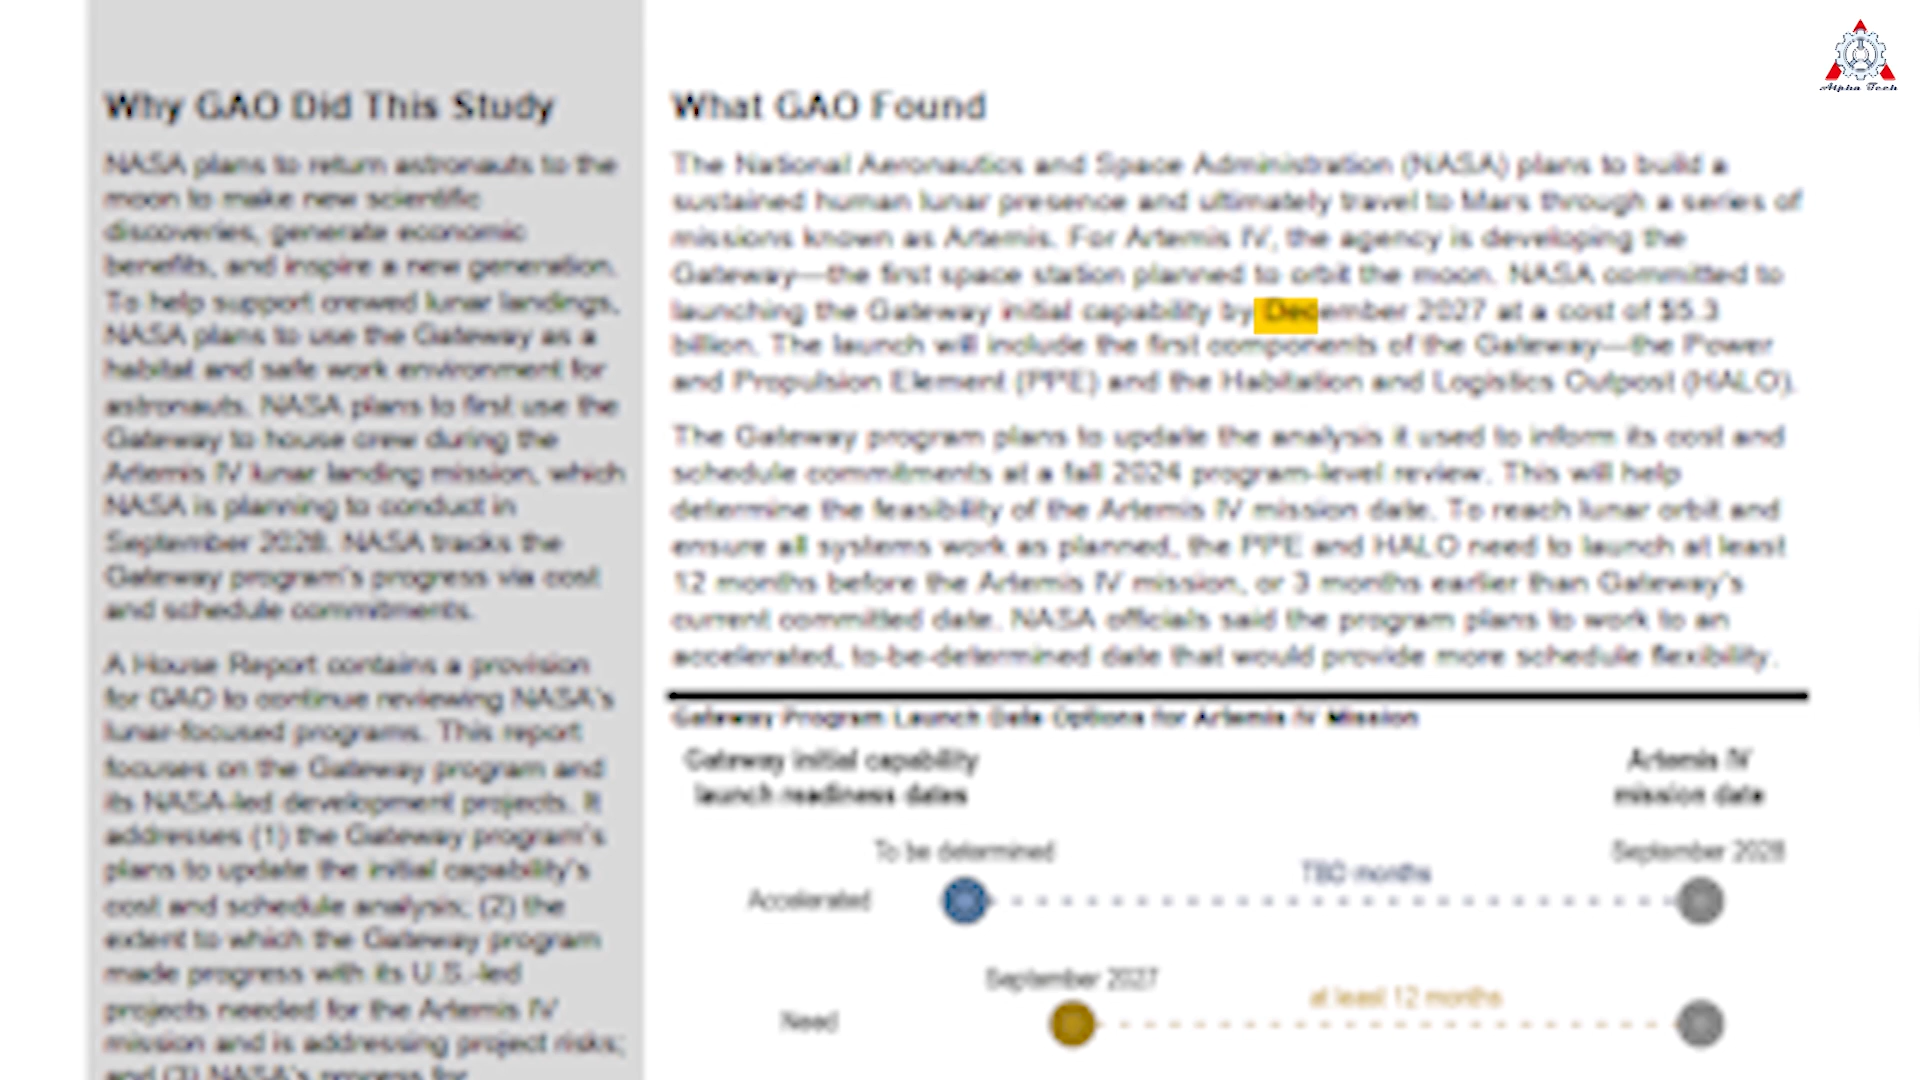 Alpha Tech
Why GAO Did This Study
NASA plans to return astronauts to the
moon to make new scientific
discoveries, generate economic
benefits, and inspire a new generation.
To help support crewed lunar landings,
NASA plans to use the Gateway as a
habitat and safe work environment for
astronauts. NASA plans to first use the
Gateway to house crew during the
Artemis IV lunar landing mission, which
NASA is planning to conduct in
September 2028. NASA tracks the
Gateway program's progress via cost
and schedule commitments.
A House Report contains a provision
for GAO to continue reviewing NASA's
lunar-focused programs. This report
focuses on the Gateway program and
its NASA-led development projects. It
addresses (1) the Gateway program's
plans to update the initial capability's
cost and schedule analysis; (2) the
extent to which the Gateway program
made progress with its U.S.-led
projects needed for the Artemis IV
mission and is addressing project risks;
and (3) NASA's process for
What GAO Found
The National Aeronautics and Space Administration (NASA) plans to build a
sustained human lunar presence and ultimately travel to Mars through a series of
missions known as Artemis. For Artemis IV, the agency is developing the
Gateway—the first space station planned to orbit the moon. NASA committed to
launching the Gateway initial capability by December 2027 at a cost of $5.3
billion. The launch will include the first components of the Gateway—the Power
and Propulsion Element (PPE) and the Habitation and Logistics Outpost (HALO).
The Gateway program plans to update the analysis it used to inform its cost and
schedule commitments at a fall 2024 program-level review. This will help
determine the feasibility of the Artemis IV mission date. To reach lunar orbit and
ensure all systems work as planned, the PPE and HALO need to launch at least
12 months before the Artemis IV mission, or 3 months earlier than Gateway's
current committed date. NASA officials said the program plans to work to an
accelerated, to-be-determined date that would provide more schedule flexibility.
Gateway Program Launch Date Options for Artemis IV Mission
Gateway initial capability
launch readiness dates
Artemis IV
mission date
To be determined
September 2028
TBD months
Accelerated
September 2027
at least 12 months
Need